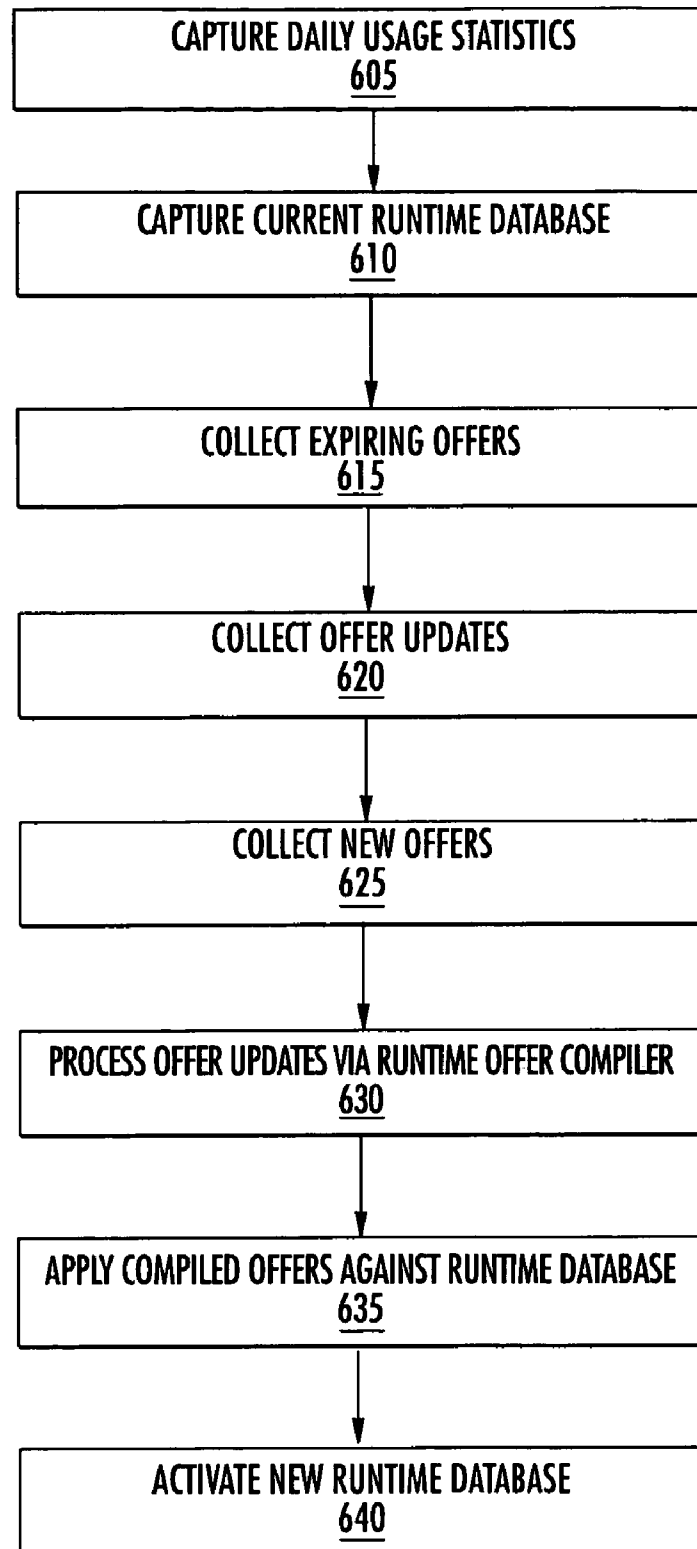 CAPTURE DAILY USAGE STATISTICS
605
CAPTURE CURRENT RUNTIME DATABASE
610
COLLECT EXPIRING OFFERS
615
COLLECT OFFER UPDATES
620
COLLECT NEW OFFERS
625
PROCESS OFFER UPDATES VIA RUNTIME OFFER COMPILER
630
APPLY COMPILED OFFERS AGAINST RUNTIME DATABASE
635
ACTIVATE NEW RUNTIME DATABASE
640